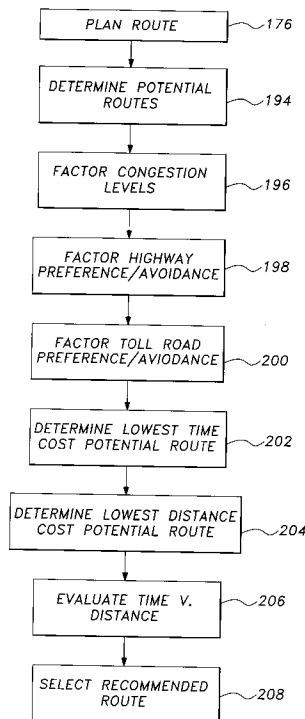 PLAN ROUTE
176
DETERMINE POTENTIAL
ROUTES
194
FACTOR CONGESTION
LEVELS
196
FACTOR HIGHWAY
PREFERENCE/AVOIDANCE
198
FACTOR TOLL ROAD
PREFERENCE/AVIODANCE
200
DETERMINE LOWEST TIME
COST POTENTIAL ROUTE
202
DETERMINE LOWEST DISTANCE
COST POTENTIAL ROUTE
204
EVALUATE TIME V.
DISTANCE
206
SELECT RECOMMENDED
ROUTE
208